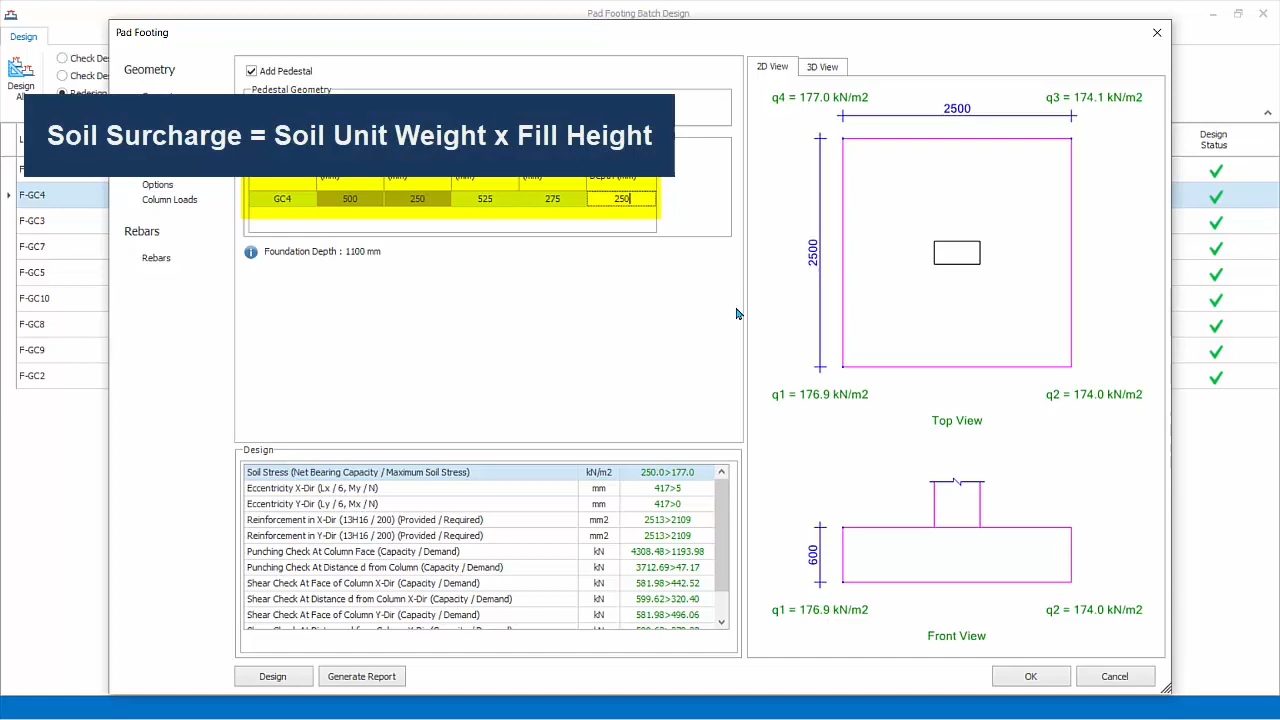 Pad Footing Batch Design
Design
Pad Footing
Check De
Check De
Design
Geometry
Add Pedestal
Pedestal Geometry
2D View
3D View
Soil Surcharge = Soil Unit Weight x Fill Height
Options
Column Loads
Rebars
Rebars
GC4 500 250 525 275 250
Foundation Depth : 1100 mm
F-GC4
F-GC3
F-GC7
F-GC5
F-GC10
F-GC8
F-GC9
F-GC2
Design
Status
q4 = 177.0 kN/m2
q3 = 174.1 kN/m2
2500
2500
q1 = 176.9 kN/m2
q2 = 174.0 kN/m2
Top View
600
q1 = 176.9 kN/m2
q2 = 174.0 kN/m2
Front View
Design
Soil Stress (Net Bearing Capacity / Maximum Soil Stress) kN/m2 250.0>177.0
Eccentricity X-Dir (Lx / 6, My / N) mm 417>5
Eccentricity Y-Dir (Ly / 6, Mx / N) mm 417>0
Reinforcement in X-Dir (13H16 / 200) (Provided / Required) mm2 2513>2109
Reinforcement in Y-Dir (13H16 / 200) (Provided / Required) mm2 2513>2109
Punching Check At Column Face (Capacity / Demand) kN 4308.48>1193.98
Punching Check At Distance d from Column (Capacity / Demand) kN 3712.69>47.17
Shear Check At Face of Column X-Dir (Capacity / Demand) kN 581.98>442.52
Shear Check At Distance d from Column X-Dir (Capacity / Demand) kN 599.62>320.40
Shear Check At Face of Column Y-Dir (Capacity / Demand) kN 581.98>496.06
Design
Generate Report
OK
Cancel